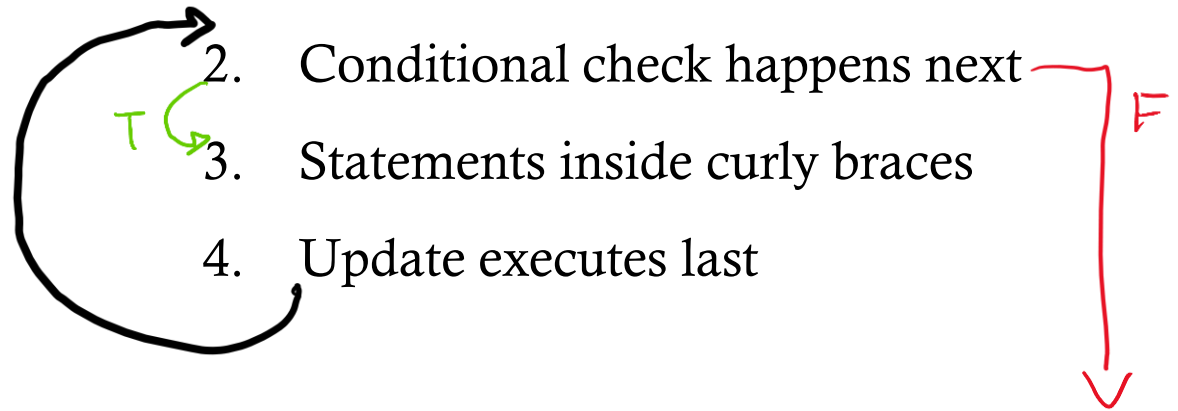 2. Conditional check happens next
F
T
3. Statements inside curly braces
4. Update executes last